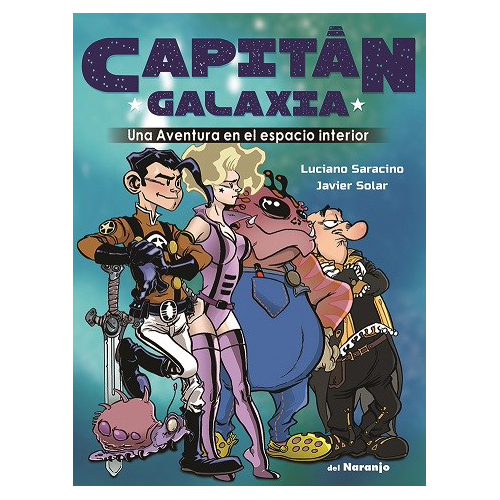 CAPITÁN
GALAXIA
Una Aventura en el espacio interior
Luciano Saracino
Javier Solar
del Naranjo